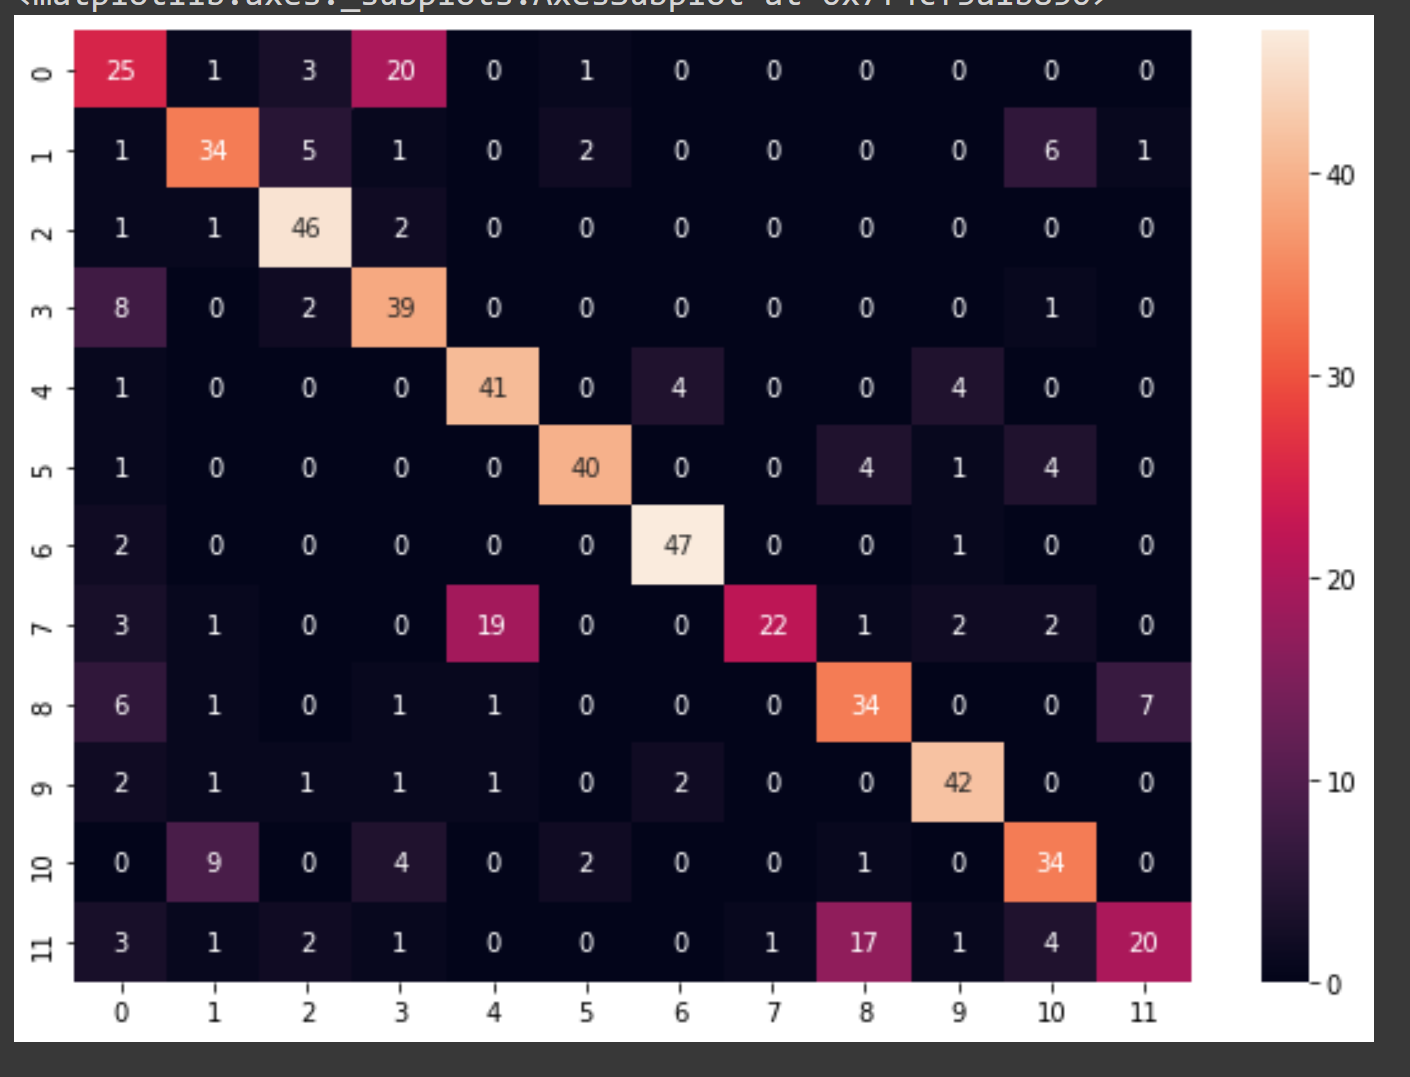 0 25 1 3 20 0 1 0 0 0 0 0 0
1 1 34 5 1 0 2 0 0 0 0 6 1
2 1 1 46 2 0 0 0 0 0 0 0 0
3 8 0 2 39 0 0 0 0 0 0 1 0
4 1 0 0 0 41 0 4 0 0 4 0 0
5 1 0 0 0 0 40 0 0 4 1 4 0
6 2 0 0 0 0 0 47 0 0 1 0 0
7 3 1 0 0 19 0 0 22 1 2 2 0
8 6 1 0 1 1 0 0 0 34 0 0 7
9 2 1 1 1 1 0 2 0 0 42 0 0
10 0 9 0 4 0 2 0 0 1 0 34 0
11 3 1 2 1 0 0 0 1 17 1 4 20
0 1 2 3 4 5 6 7 8 9 10 11
40
30
20
10
0